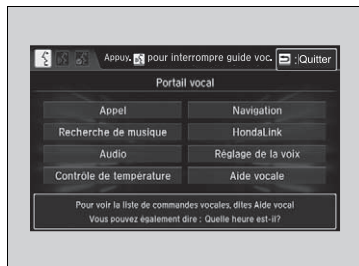 Appuy. pour interrompre guide voc. :Quitter
Portail vocal
Appel Navigation
Recherche de musique HondaLink
Audio Réglage de la voix
Contrôle de température Aide vocale
Pour voir la liste de commandes vocales, dites Aide vocal
Vous pouvez également dire : Quelle heure est-il?